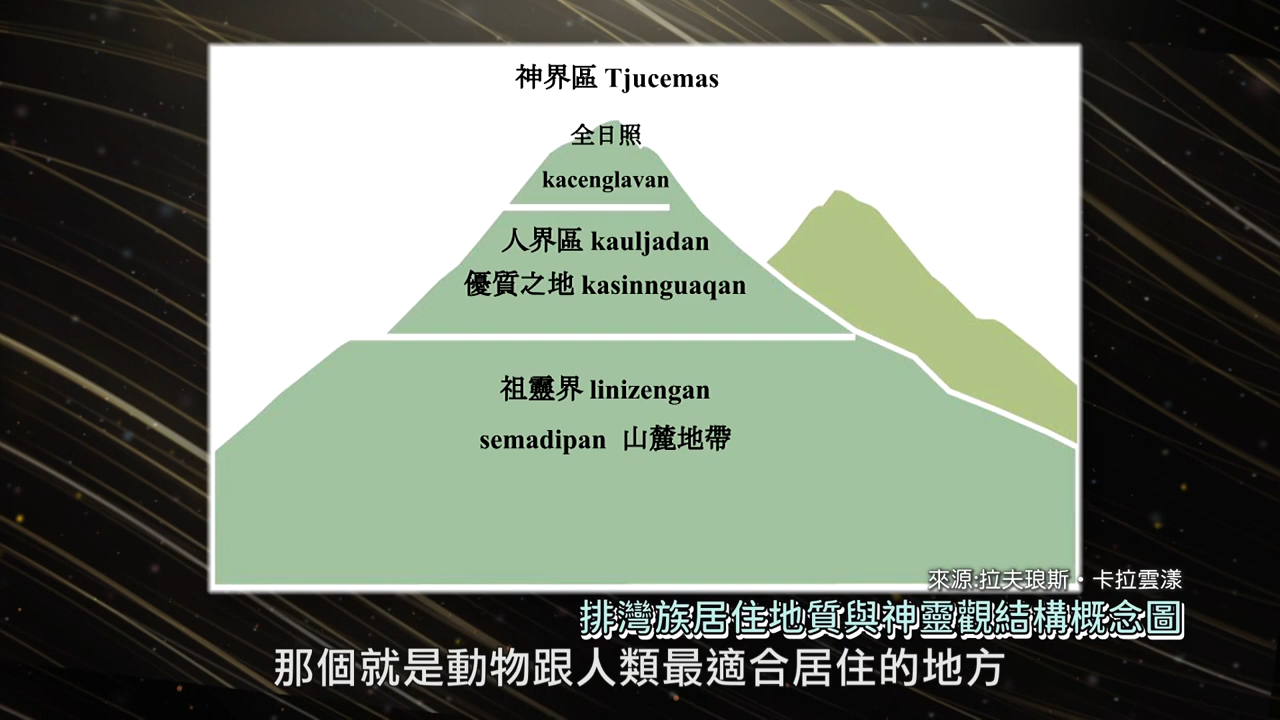 神界區 Tjucemas
全日照
kacenglavan
人界區 kauljadan
優質之地 kasinnguaqan
祖靈界 linizengan
semadipan 山麓地帶
來源:拉夫琅斯・卡拉雲漾
排灣族居住地質與神靈觀結構概念圖
那個就是動物跟人類最適合居住的地方